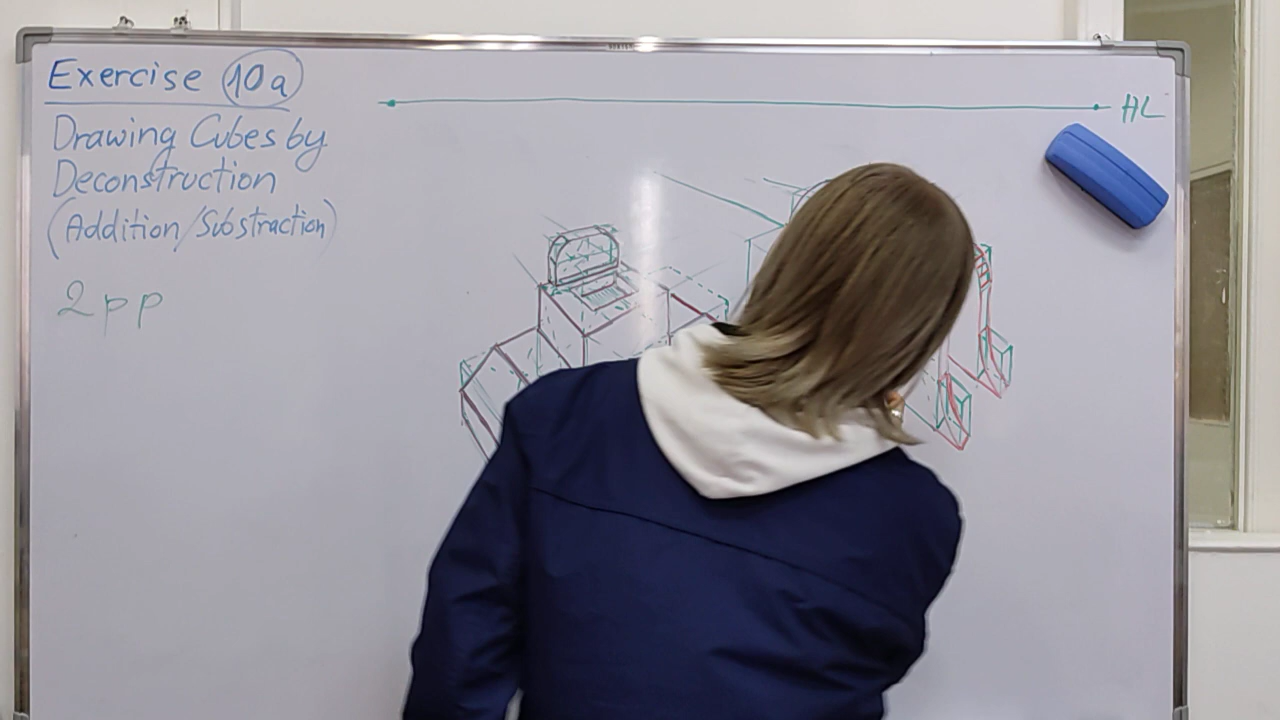 Exercise 10a
HL
Drawing Cubes by
Deconstruction
(Addition/Substraction)
2pp